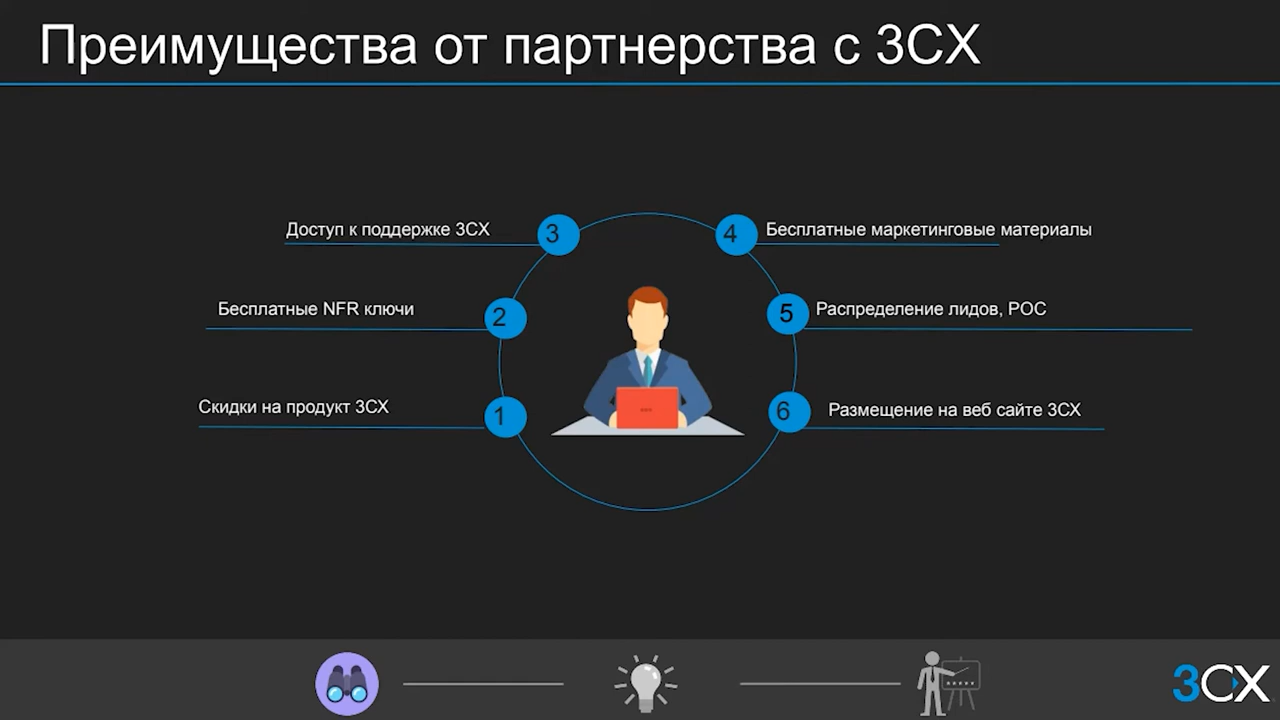 Преимущества от партнерства с 3CX
Доступ к поддержке 3CX
3
4
Бесплатные маркетинговые материалы
Бесплатные NFR ключи
2
5
Распределение лидов, POC
Скидки на продукт 3CX
1
6
Размещение на веб сайте 3CX
3CX